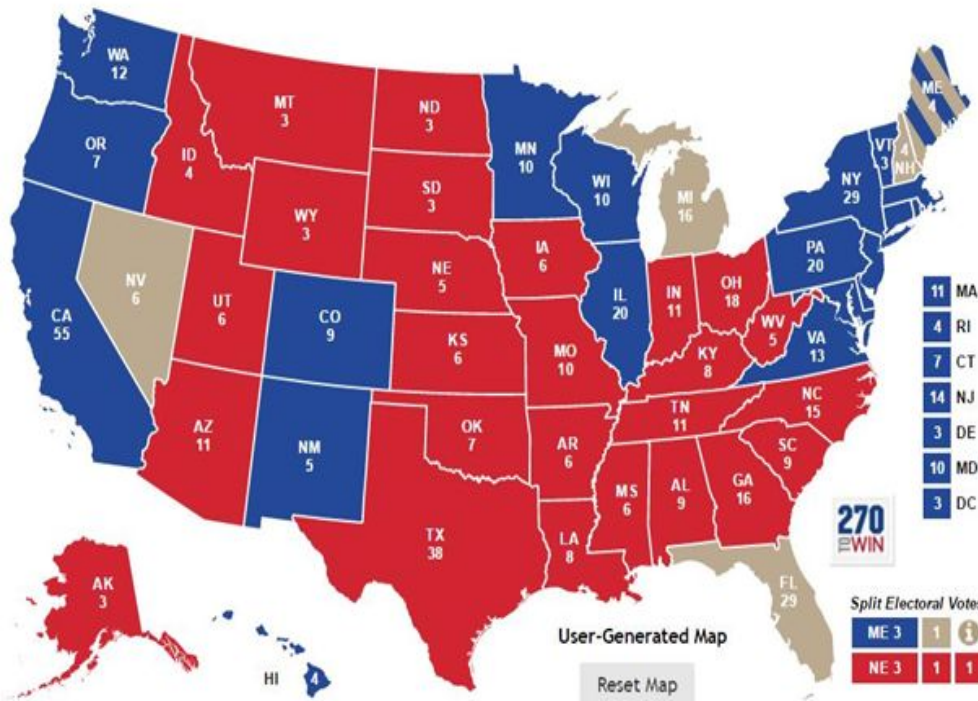 WA
12
OR
7
CA
55
NV
6
ID
4
MT
3
WY
3
UT
6
AZ
11
CO
9
NM
5
ND
3
SD
3
NE
5
KS
6
OK
7
TX
38
MN
10
IA
6
MO
10
AR
6
LA
8
WI
10
IL
20
MI
16
IN
11
OH
18
KY
8
TN
11
MS
6
AL
9
GA
16
FL
29
SC
9
NC
15
VA
13
WV
5
PA
20
NY
29
VT
3
4
NH
ME
4
11 MA
4 RI
7 CT
14 NJ
3 DE
10 MD
3 DC
270
TO WIN
AK
3
HI 4
User-Generated Map
Reset Map
Split Electoral Votes
ME 3 1 i
NE 3 1 1